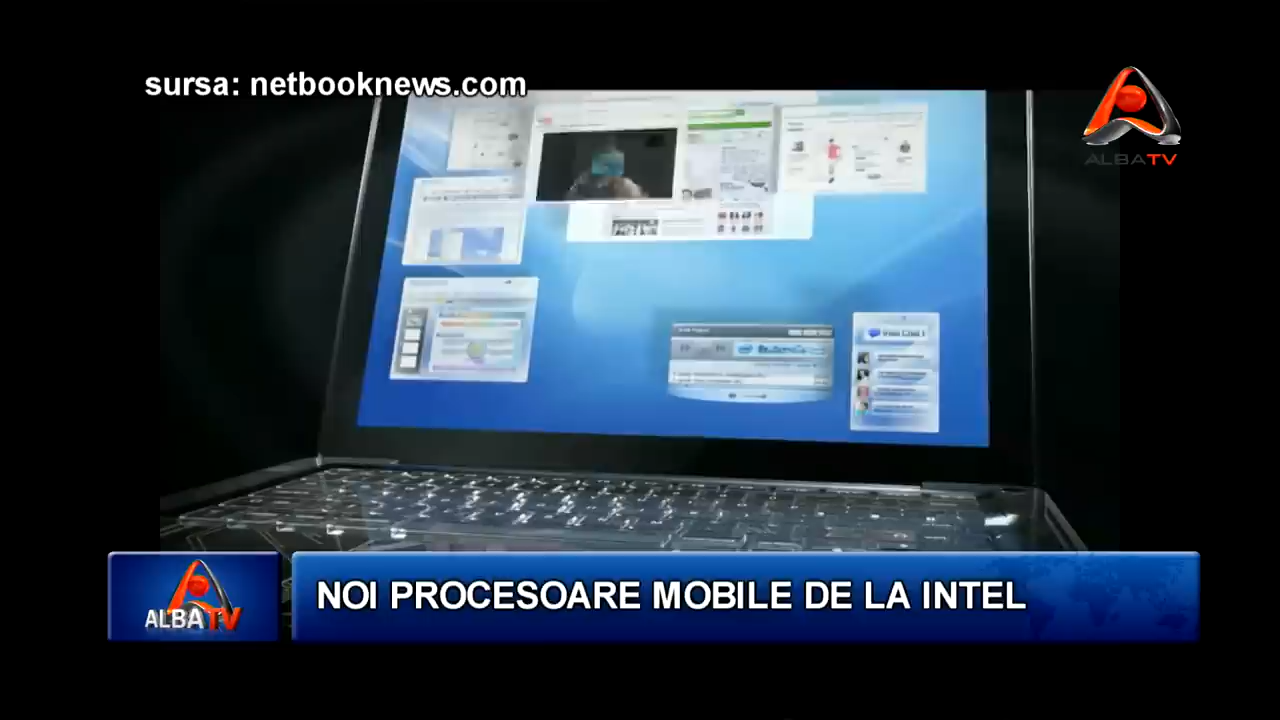 sursa: netbooknews.com
ALBATV
ALBATV
NOI PROCESOARE MOBILE DE LA INTEL